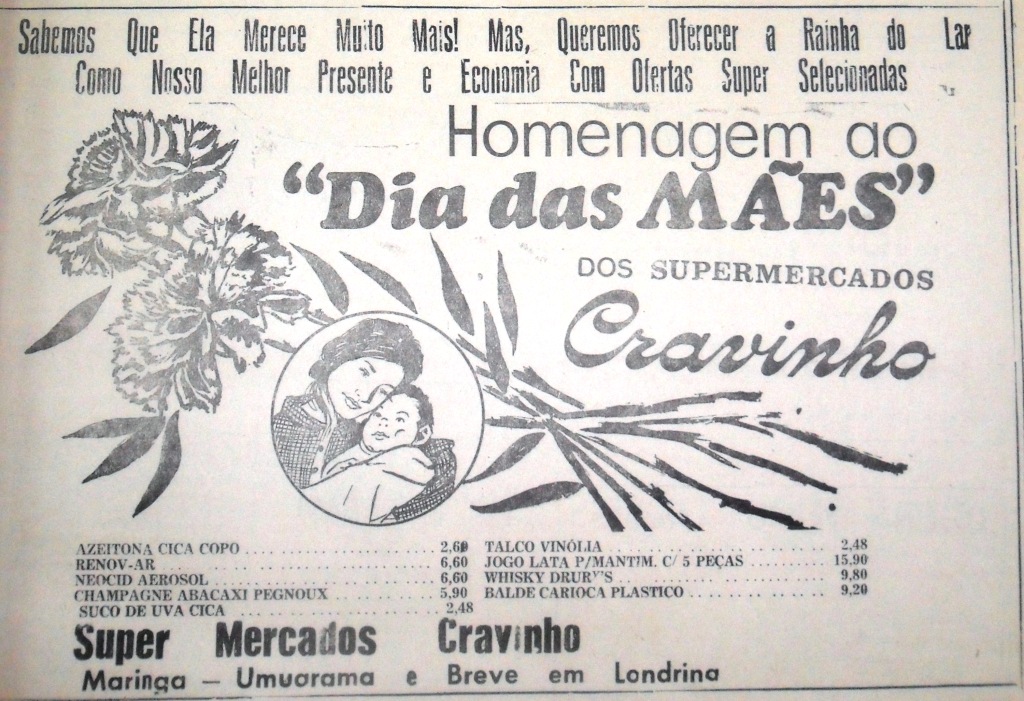 Sabemos Que Ela Merece Muito Mais! Mas, Queremos Oferecer a Rainha do Lar
Como Nosso Melhor Presente e Economia Com Ofertas Super Selecionadas
Homenagem ao
“Dia das MÃES”
DOS SUPERMERCADOS
Cravinho
AZEITONA CICA COPO .................... 2,60
RENOV-AR .................... 6,60
NEOCID AEROSOL .................... 6,60
CHAMPAGNE ABACAXI PEGNOUX .................... 5,90
SUCO DE UVA CICA .................... 2,48
TALCO VINÓLIA .................... 2,48
JOGO LATA P/MANTIM. C/ 5 PEÇAS .................... 15,90
WHISKY DRURY'S .................... 9,80
BALDE CARIOCA PLASTICO .................... 9,20
Super Mercados Cravinho
Maringa — Umuarama e Breve em Londrina